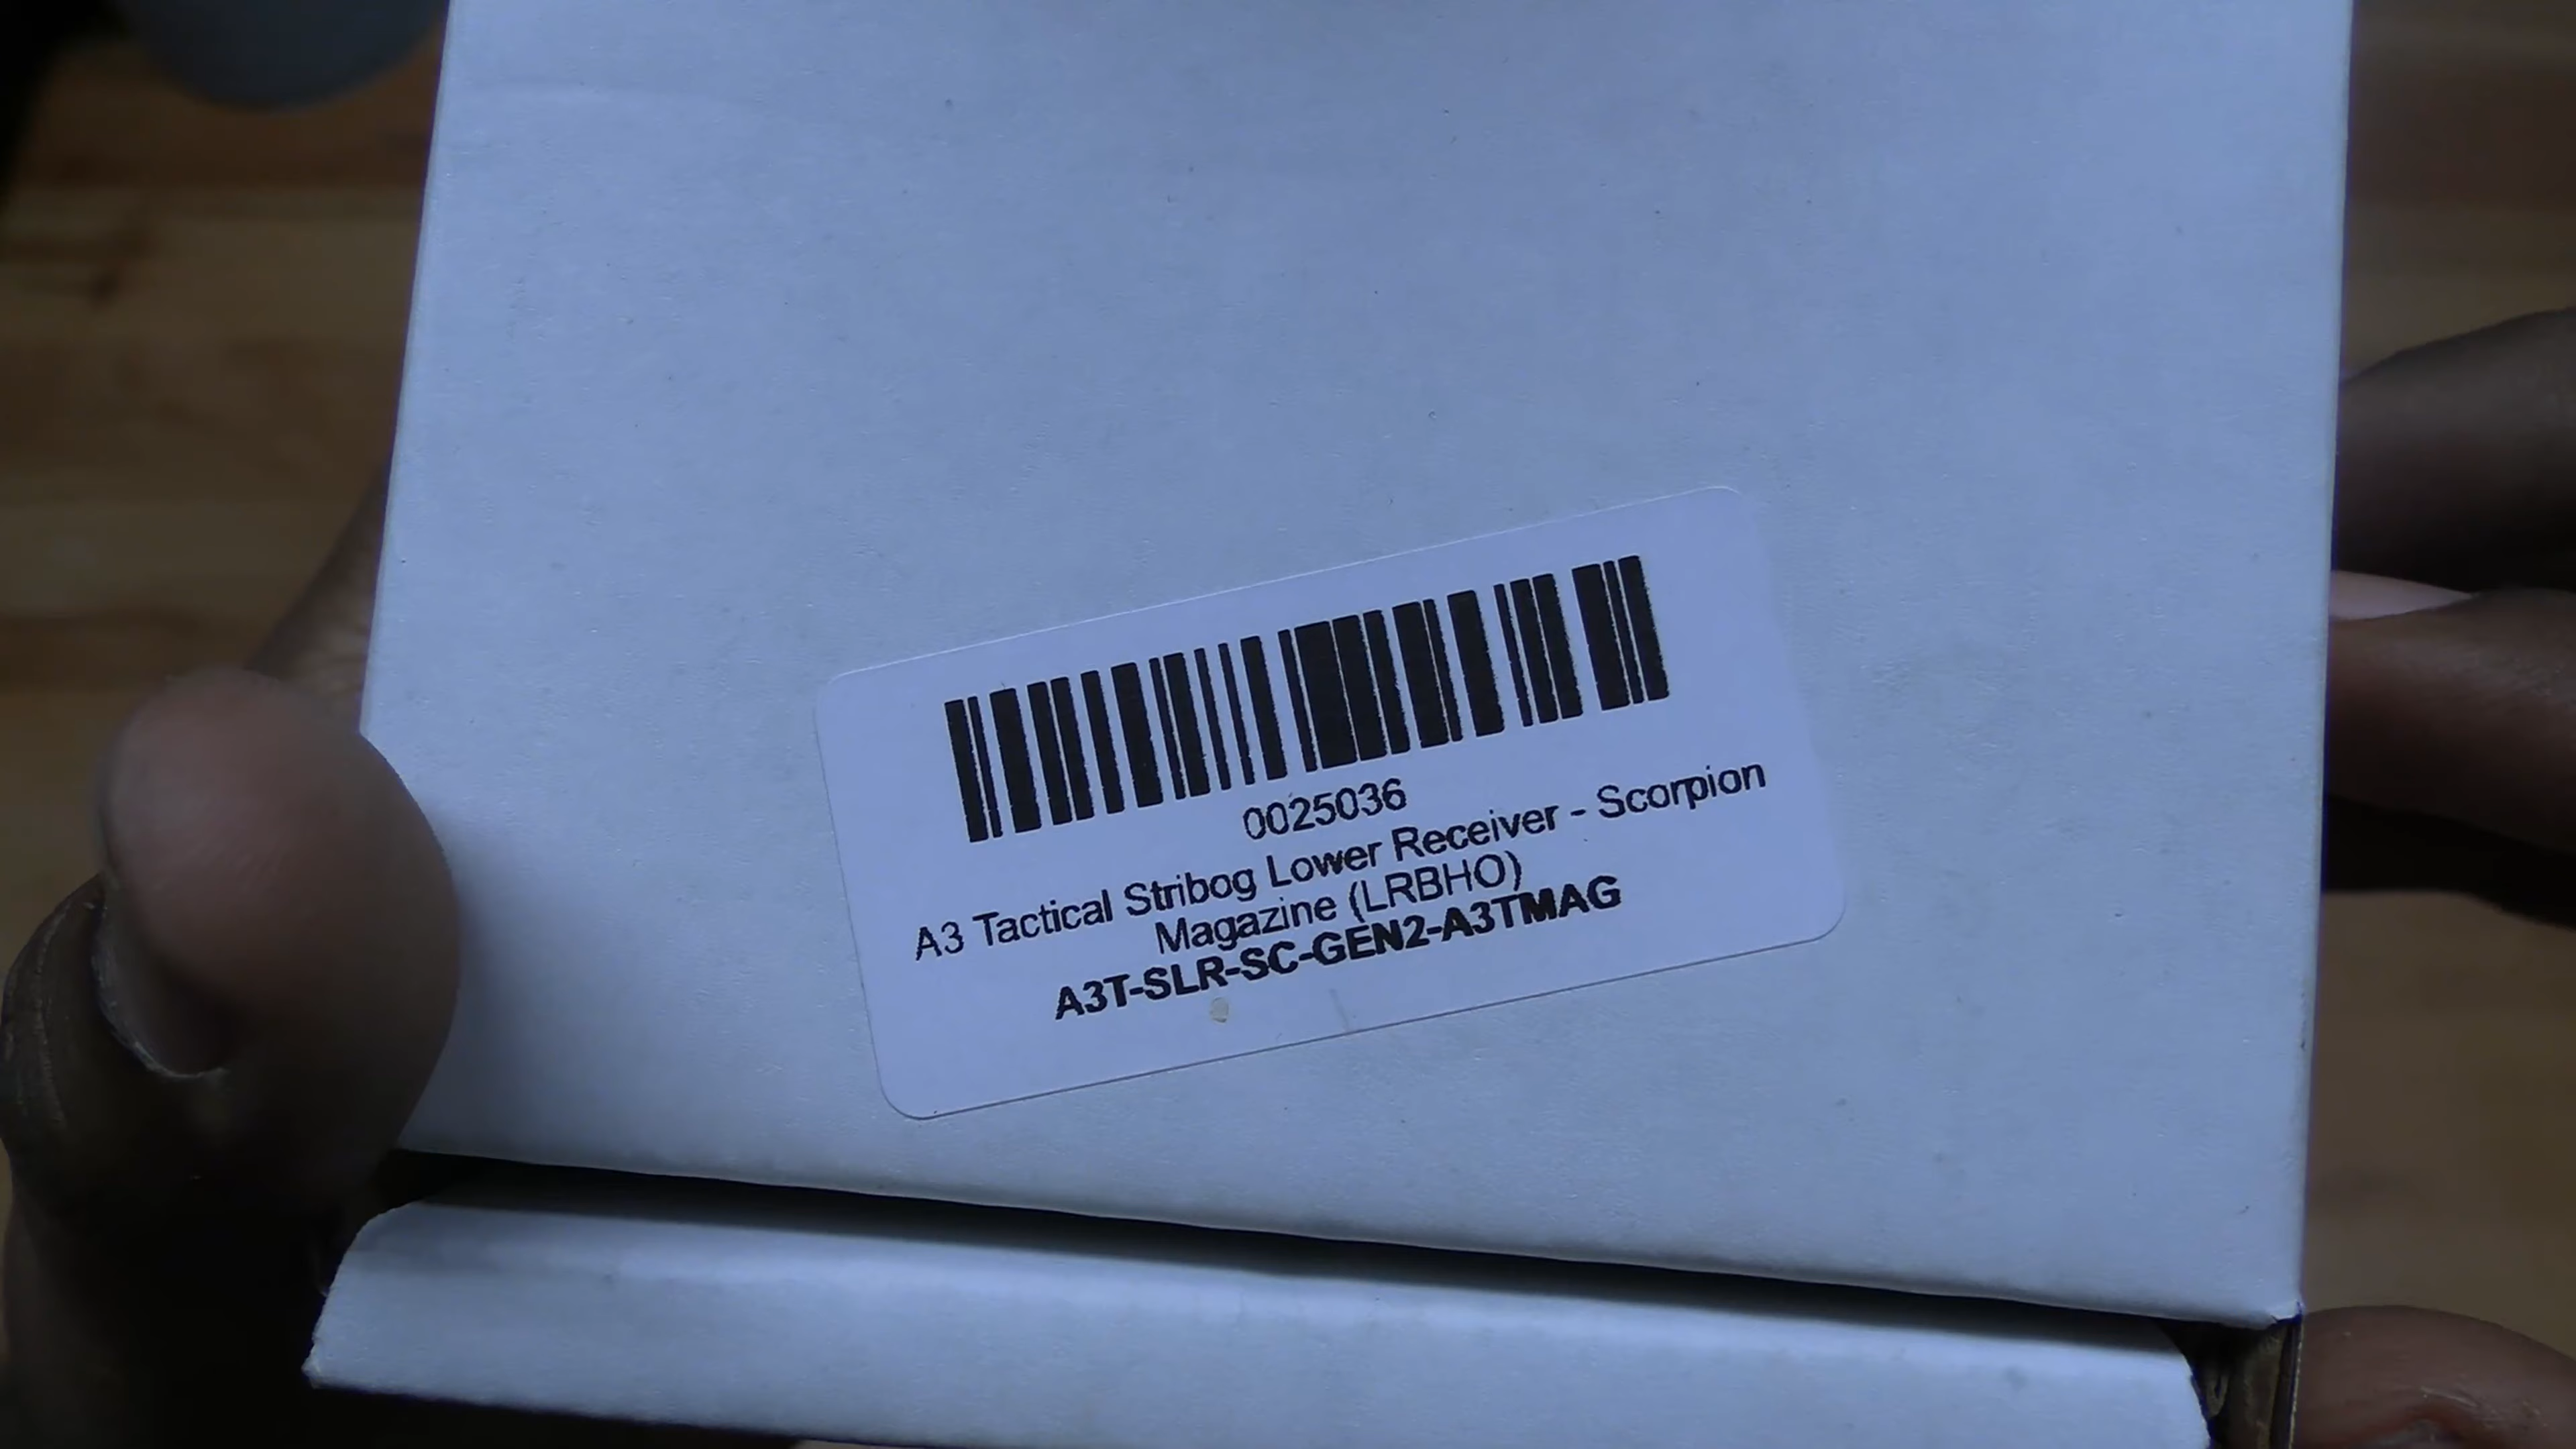 0025036
A3 Tactical Stribog Lower Receiver - Scorpion
Magazine (LRBHO)
A3T-SLR-SC-GEN2-A3TMAG